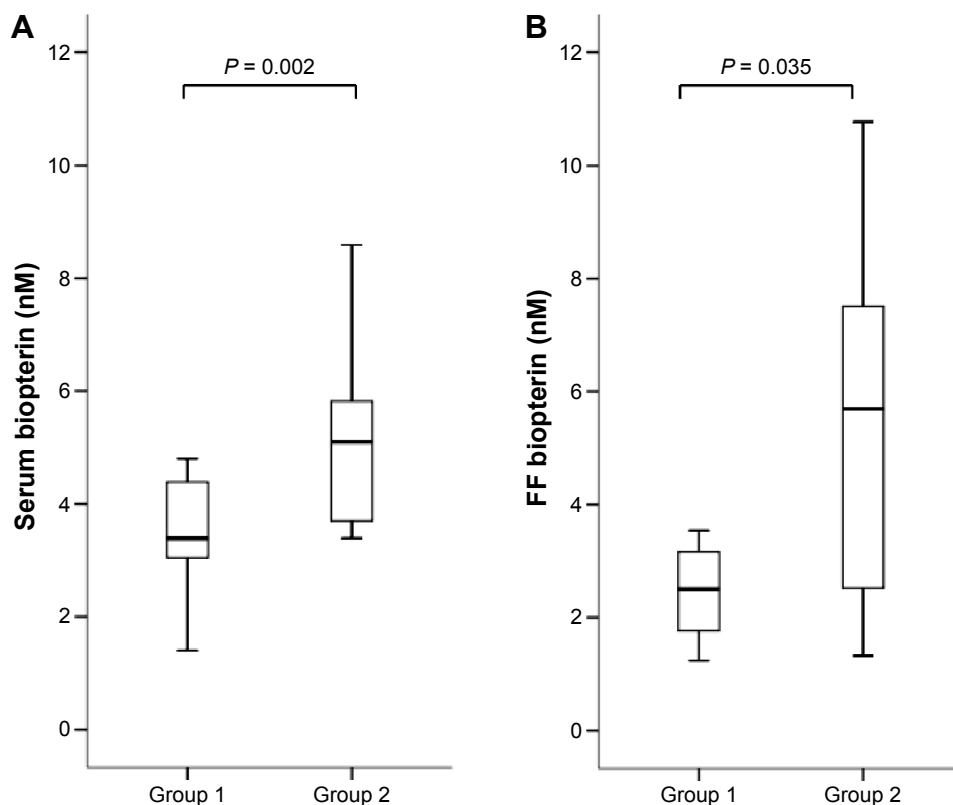 A
Serum biopterin (nM)
12
10
8
6
4
2
0
P = 0.002
Group 1
Group 2
B
FF biopterin (nM)
12
10
8
6
4
2
0
P = 0.035
Group 1
Group 2